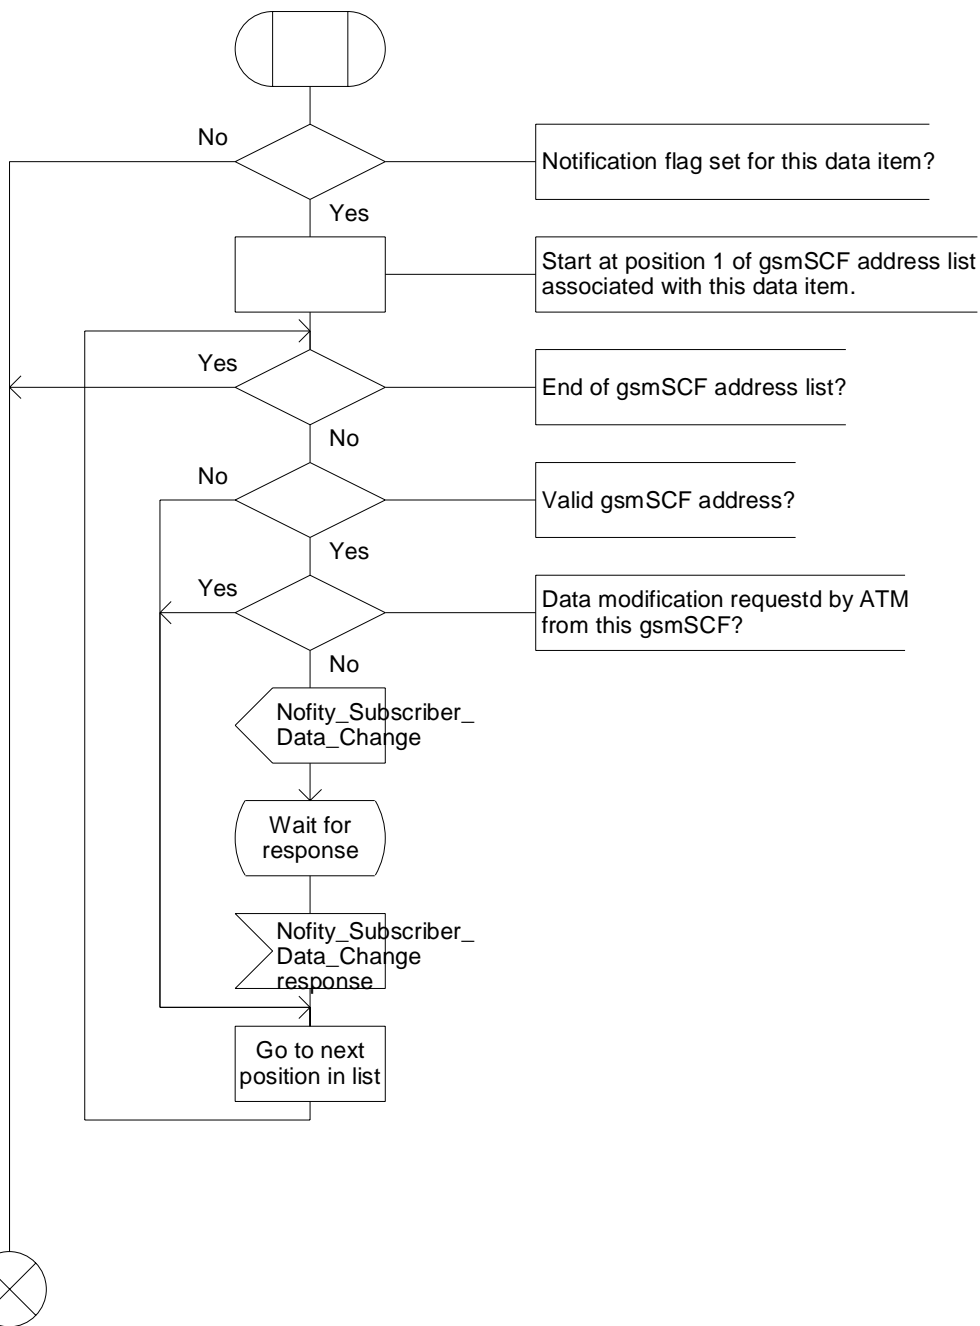 No
Notification flag set for this data item?
Yes
Start at position 1 of gsmSCF address list
associated with this data item.
Yes
End of gsmSCF address list?
No
No
Valid gsmSCF address?
Yes
Yes
Data modification requestd by ATM
from this gsmSCF?
No
Nofity_Subscriber_
Data_Change
Wait for
response
Nofity_Subscriber_
Data_Change
response
Go to next
position in list